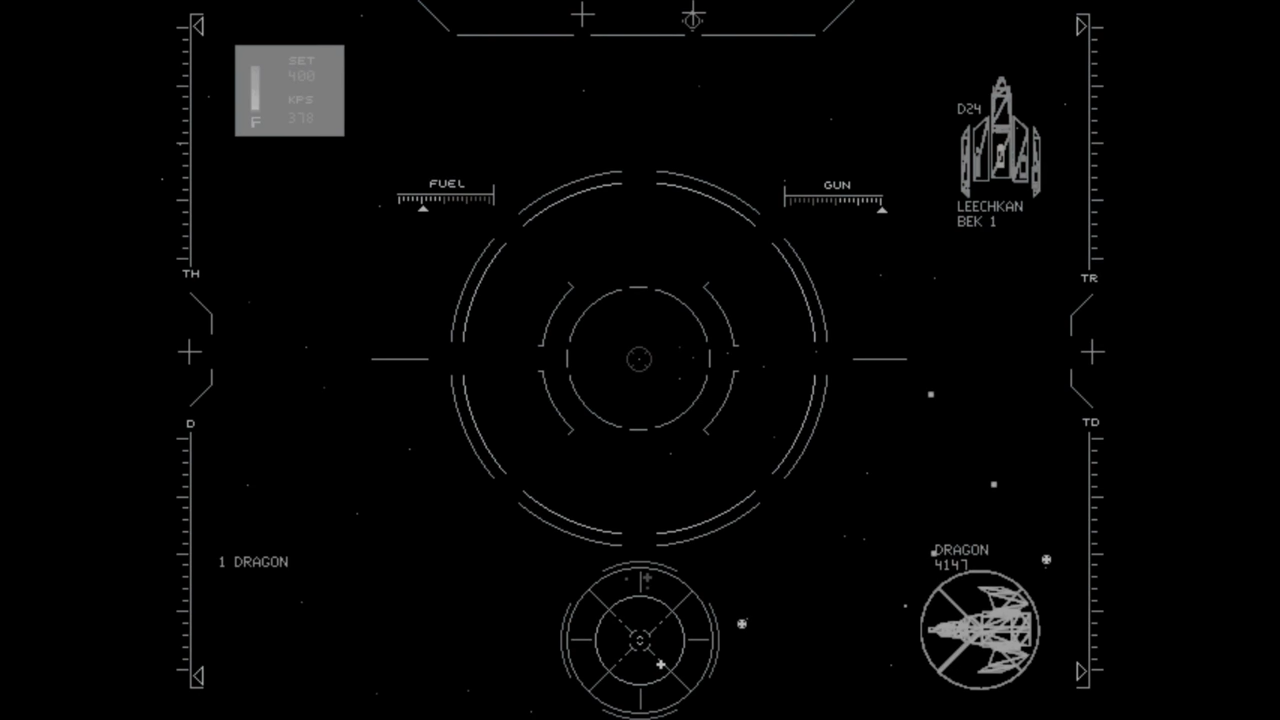 SET
400
KPS
378
F
FUEL
GUN
D24
LEECHKAN
BEK 1
TH
TR
D
TD
1 DRAGON
DRAGON
4147